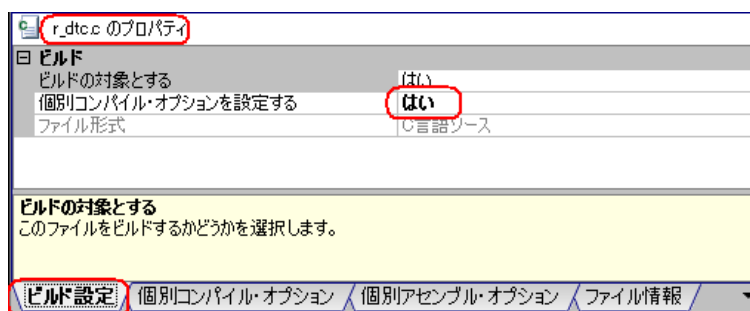 r_dtc.c のプロパティ
ビルド
ビルドの対象とする はい
個別コンパイル・オプションを設定する はい
ファイル形式 C言語ソース
ビルドの対象とする
このファイルをビルドするかどうかを選択します。
ビルド設定 個別コンパイル・オプション 個別アセンブル・オプション ファイル情報